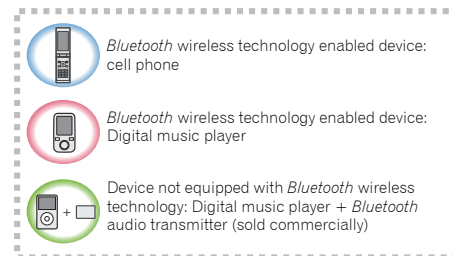 Bluetooth wireless technology enabled device:
cell phone
Bluetooth wireless technology enabled device:
Digital music player
Device not equipped with Bluetooth wireless
technology: Digital music player + Bluetooth
audio transmitter (sold commercially)
+